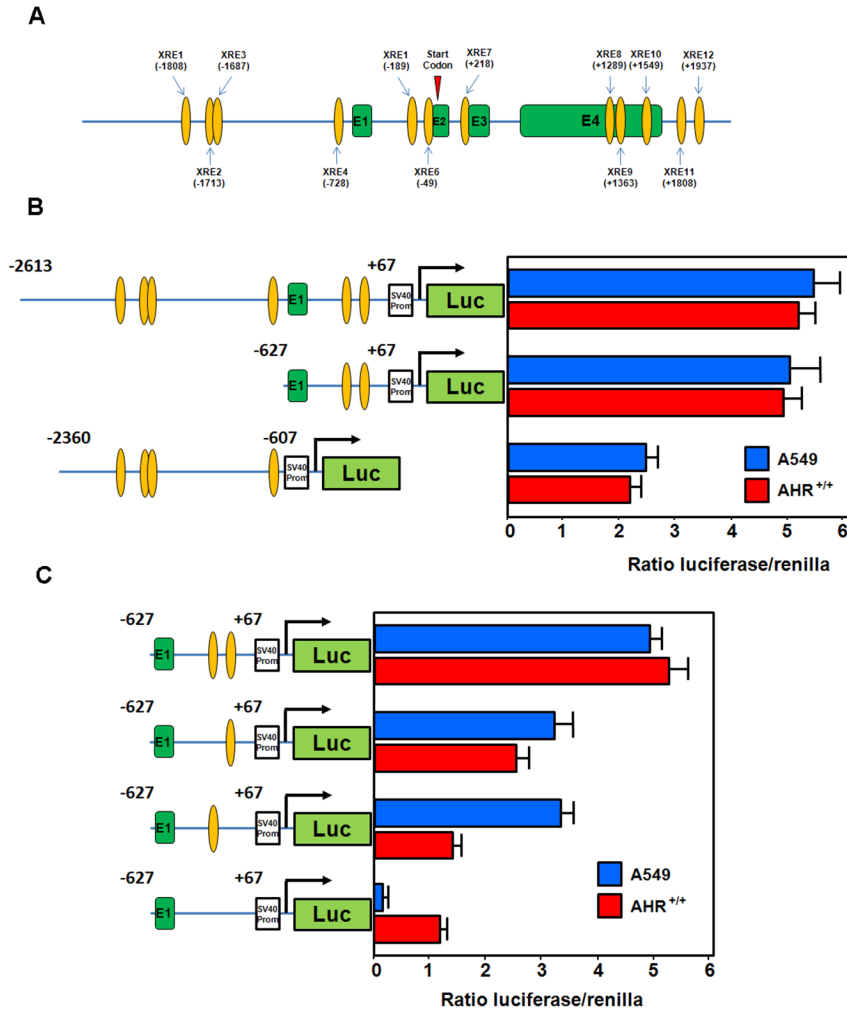 A
XRE1
(-1808)
XRE3
(-1687)
XRE1
(-189)
Start
Codon
XRE7
(+218)
XRE8
(+1289)
XRE10
(+1549)
XRE12
(+1937)
E1
E2
E3
E4
XRE2
(-1713)
XRE4
(-728)
XRE6
(-49)
XRE9
(+1363)
XRE11
(+1808)
B
-2613
+67
E1
SV40
Prom
Luc
-627
+67
E1
SV40
Prom
Luc
-2360
-607
SV40
Prom
Luc
A549
AHR+/+
0 1 2 3 4 5 6
Ratio luciferase/renilla
C
-627
+67
E1
SV40
Prom
Luc
-627
+67
E1
SV40
Prom
Luc
-627
+67
E1
SV40
Prom
Luc
-627
+67
E1
SV40
Prom
Luc
A549
AHR+/+
0 1 2 3 4 5 6
Ratio luciferase/renilla